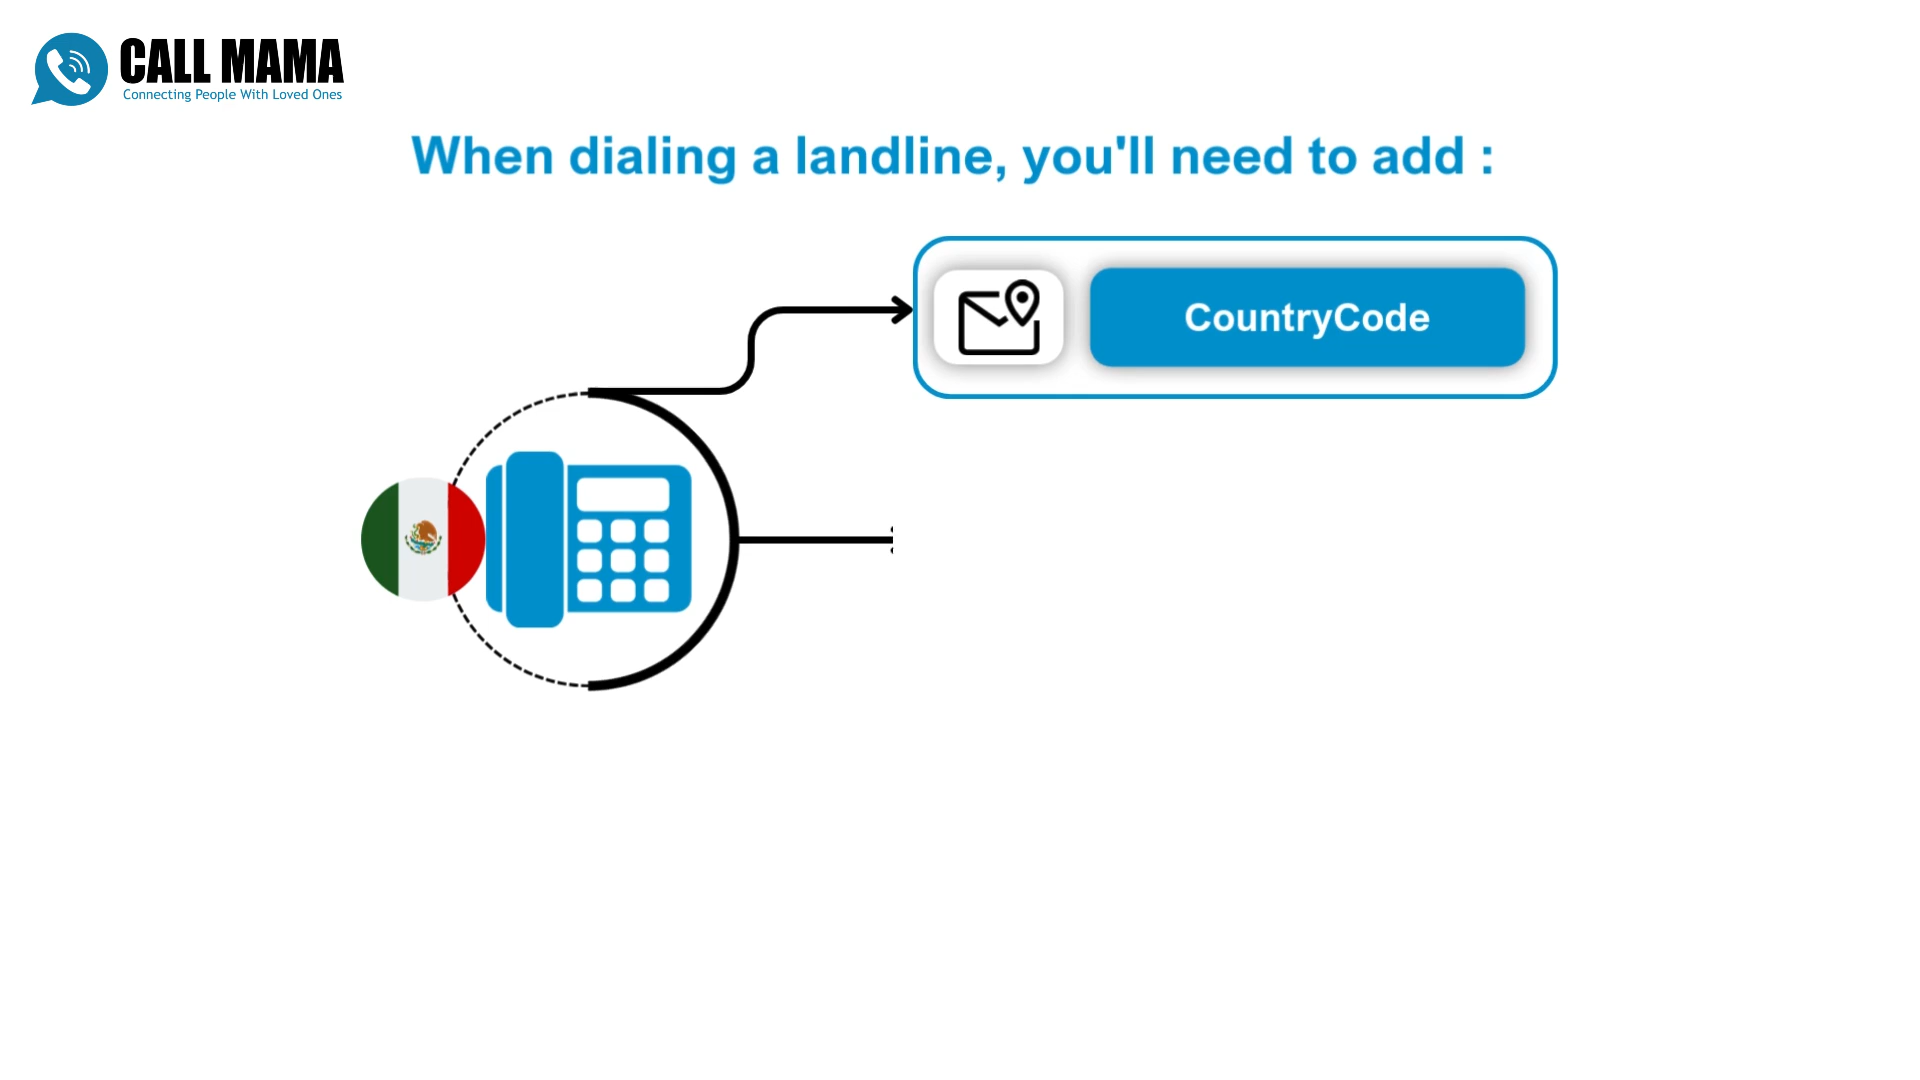 CALL MAMA
Connecting People With Loved Ones
When dialing a landline, you'll need to add :
CountryCode